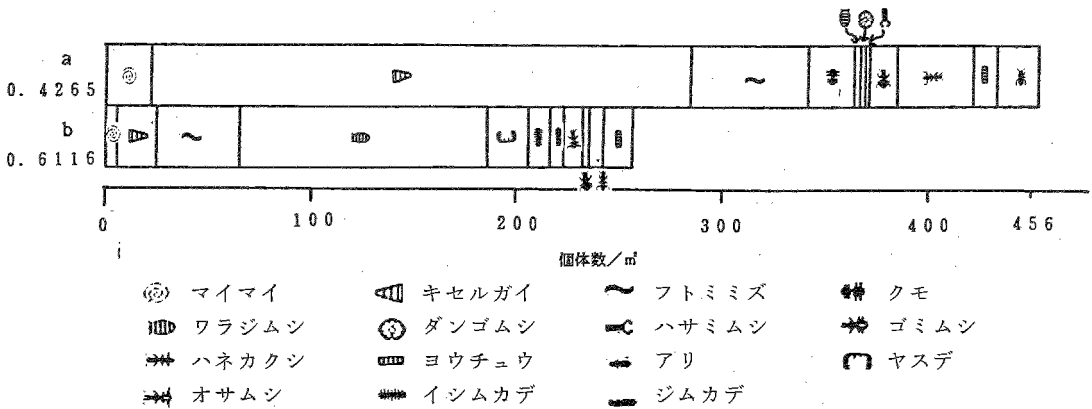 a
0.4265
b
0.6116
0 100 200 300 400 456
個体数/㎡
マイマイ キセルガイ フトミミズ クモ
ワラジムシ ダンゴムシ ハサミムシ ゴミムシ
ハネカクシ ヨウチュウ アリ ヤスデ
オサムシ イシムカデ ジムカデ